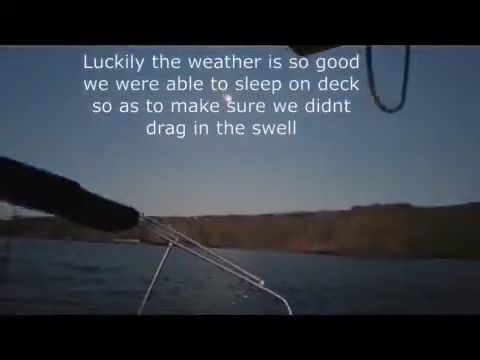 Luckily the weather is so good
we were able to sleep on deck
so as to make sure we didnt
drag in the swell